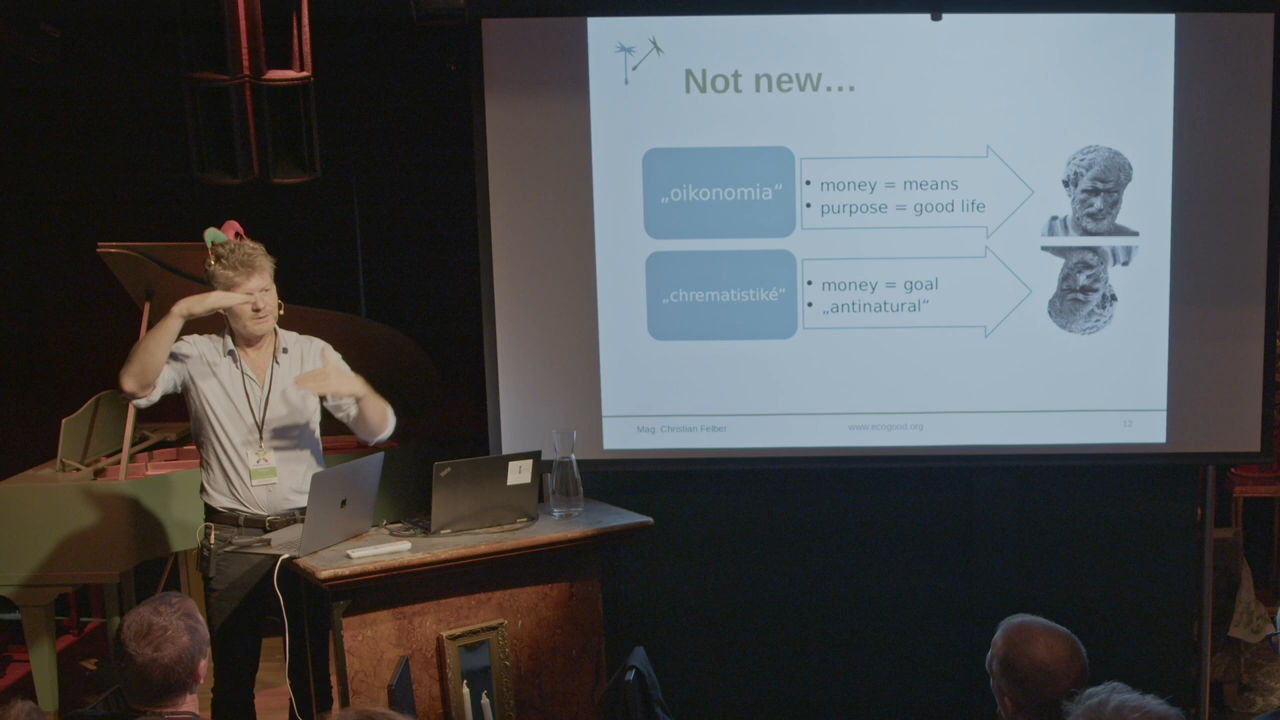 Not new...
„oikonomia“
• money = means
• purpose = good life
„chrematistiké“
• money = goal
• „antinatural“
Mag. Christian Felber
www.ecogood.org
12